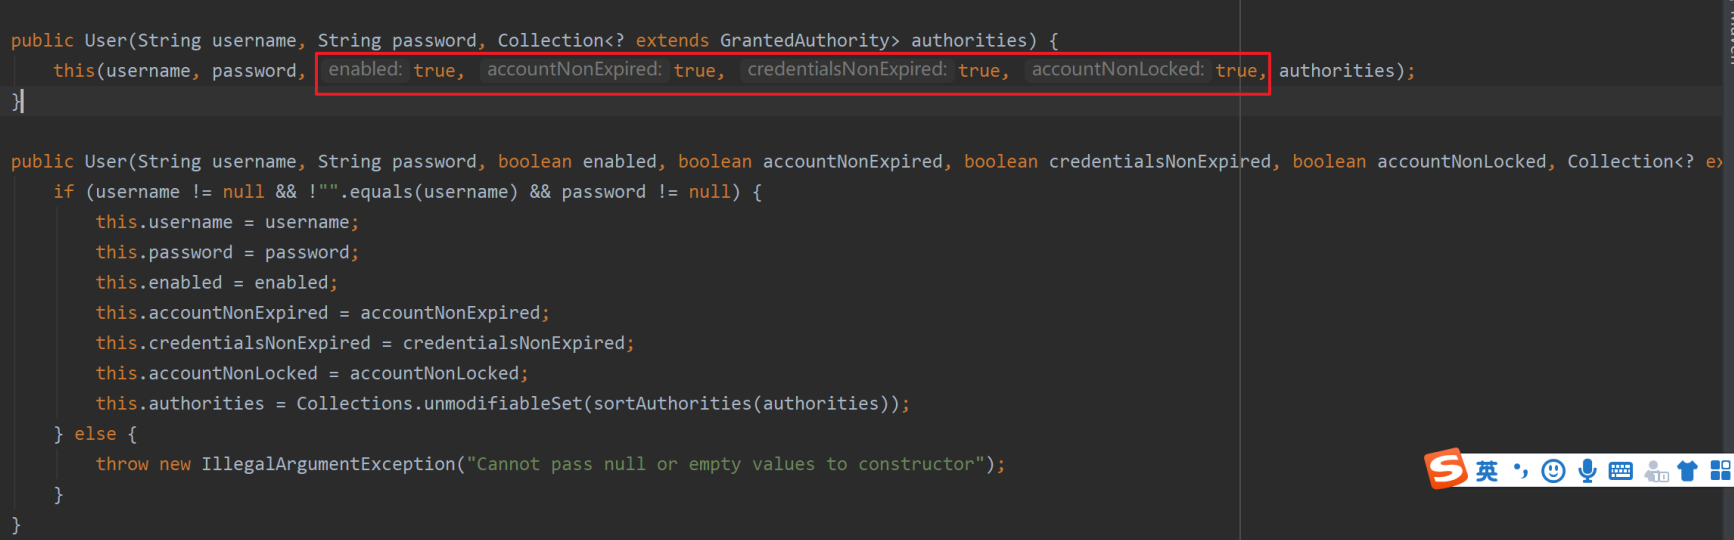 public User(String username, String password, Collection<? extends GrantedAuthority> authorities) {
this(username, password, enabled: true, accountNonExpired: true, credentialsNonExpired: true, accountNonLocked: true, authorities);
}
public User(String username, String password, boolean enabled, boolean accountNonExpired, boolean credentialsNonExpired, boolean accountNonLocked, Collection<? ex
if (username != null && !"".equals(username) && password != null) {
this.username = username;
this.password = password;
this.enabled = enabled;
this.accountNonExpired = accountNonExpired;
this.credentialsNonExpired = credentialsNonExpired;
this.accountNonLocked = accountNonLocked;
this.authorities = Collections.unmodifiableSet(sortAuthorities(authorities));
} else {
throw new IllegalArgumentException("Cannot pass null or empty values to constructor");
}
}
英